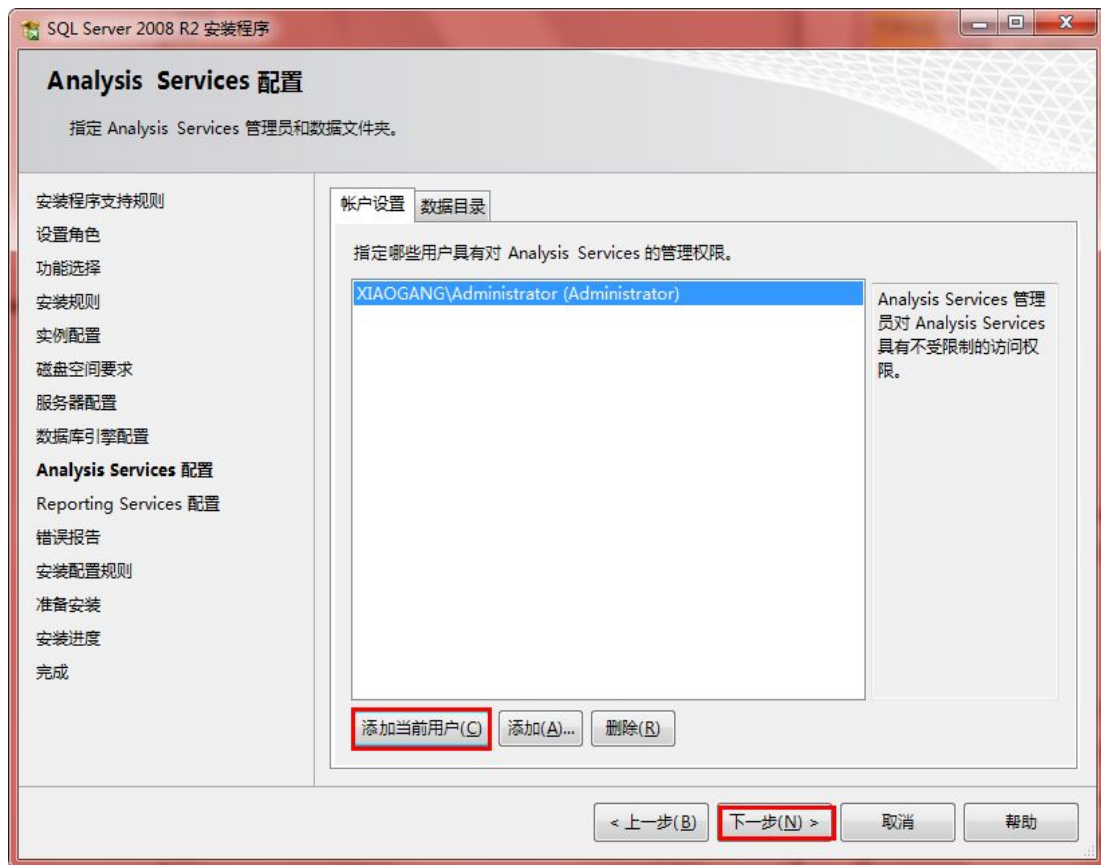 SQL Server 2008 R2 安装程序
Analysis Services 配置
指定 Analysis Services 管理员和数据文件夹。
安装程序支持规则
设置角色
功能选择
安装规则
实例配置
磁盘空间要求
服务器配置
数据库引擎配置
Analysis Services 配置
Reporting Services 配置
错误报告
安装配置规则
准备安装
安装进度
完成
帐户设置 数据目录
指定哪些用户具有对 Analysis Services 的管理权限。
XIAOGANG\Administrator (Administrator)
Analysis Services 管理
员对 Analysis Services
具有不受限制的访问权
限。
添加当前用户(C) 添加(A)... 删除(R)
< 上一步(B) 下一步(N) > 取消 帮助